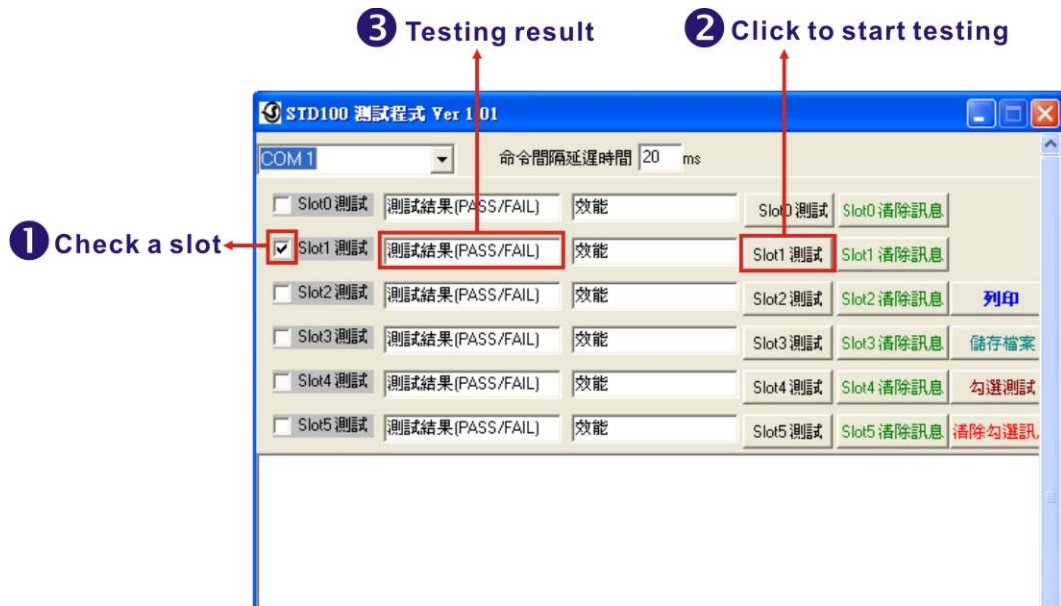 ❸ Testing result ❷ Click to start testing
STD100 測試程式 Ver 1.01
COM 1 命令間隔延遲時間 20 ms
Slot0 測試 測試結果(PASS/FAIL) 效能 Slot0 測試 Slot0 清除訊息
❶ Check a slot Slot1 測試 測試結果(PASS/FAIL) 效能 Slot1 測試 Slot1 清除訊息
Slot2 測試 測試結果(PASS/FAIL) 效能 Slot2 測試 Slot2 清除訊息 列印
Slot3 測試 測試結果(PASS/FAIL) 效能 Slot3 測試 Slot3 清除訊息 儲存檔案
Slot4 測試 測試結果(PASS/FAIL) 效能 Slot4 測試 Slot4 清除訊息 勾選測試
Slot5 測試 測試結果(PASS/FAIL) 效能 Slot5 測試 Slot5 清除訊息 清除勾選訊